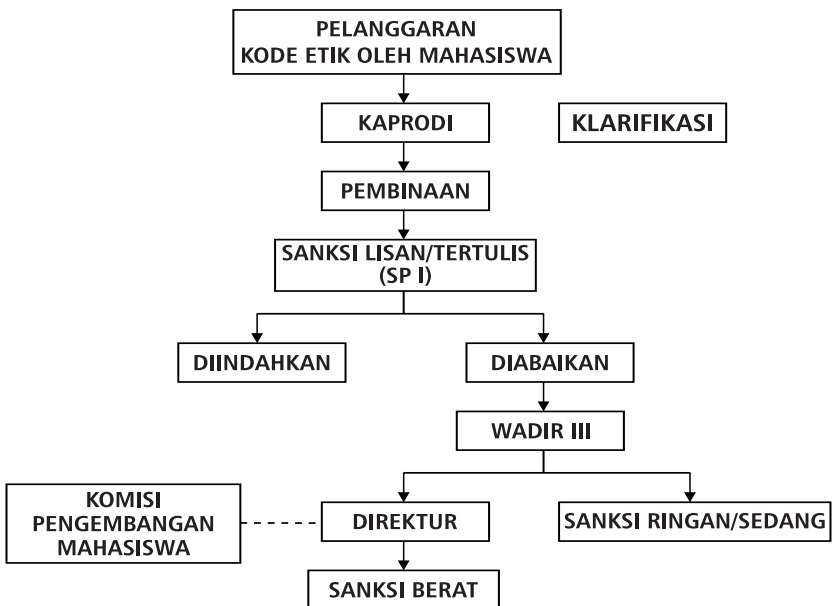 PELANGGARAN
KODE ETIK OLEH MAHASISWA
KAPRODI
KLARIFIKASI
PEMBINAAN
SANKSI LISAN/TERTULIS
(SP I)
DIINDAHKAN
DIABAIKAN
WADIR III
KOMISI
PENGEMBANGAN
MAHASISWA
DIREKTUR
SANKSI RINGAN/SEDANG
SANKSI BERAT